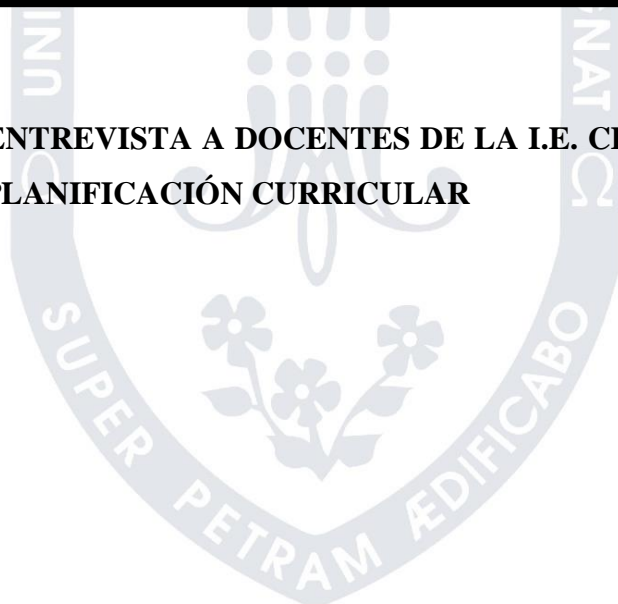 ENTREVISTA A DOCENTES DE LA I.E.
PLANIFICACIÓN CURRICULAR
SUPER PETRAM ÆDIFICABO